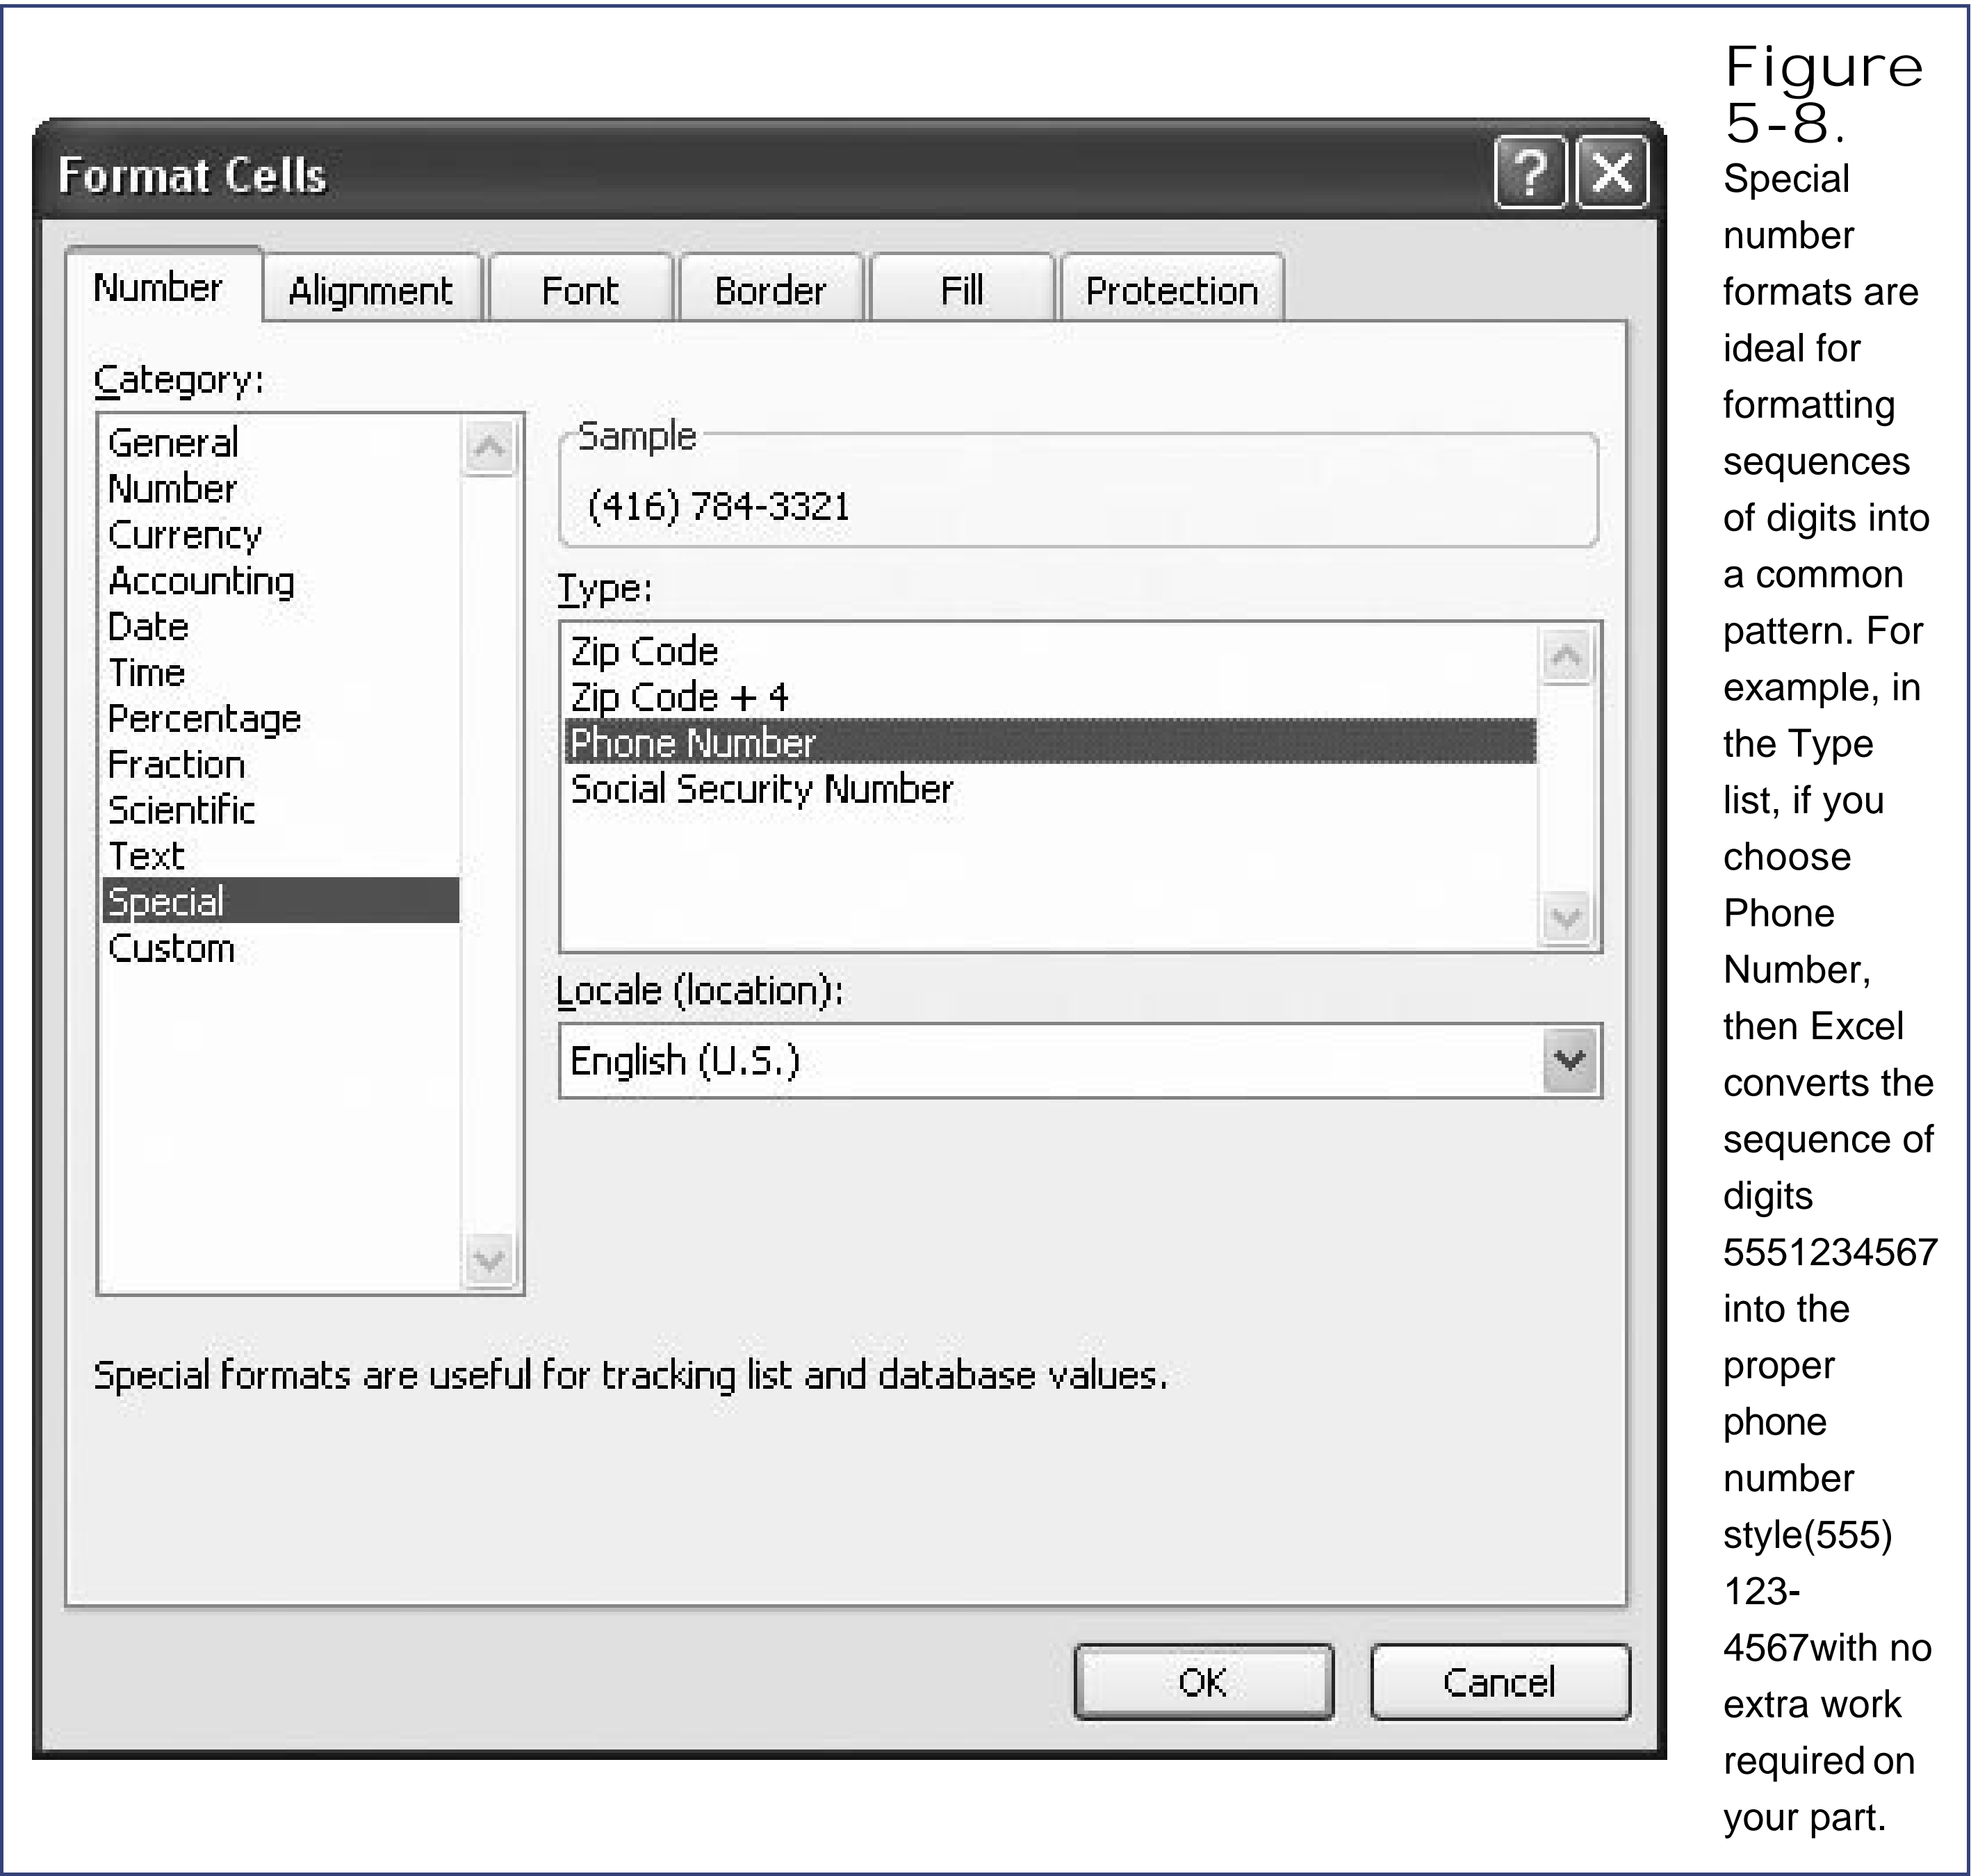 Format Cells
Number
Alignment
Font
Border
Fill
Protection
Category:
General
Number
Currency
Accounting
Date
Time
Percentage
Fraction
Scientific
Text
Special
Custom
Sample
(416) 784-3321
Type:
Zip Code
Zip Code + 4
Phone Number
Social Security Number
Locale (location):
English (U.S.)
Special formats are useful for tracking list and database values.
OK
Cancel
Figure
5-8.
Special
number
formats are
ideal for
formatting
sequences
of digits into
a common
pattern. For
example, in
the Type
list, if you
choose
Phone
Number,
then Excel
converts the
sequence of
digits
5551234567
into the
proper
phone
number
style(555)
123-
4567with no
extra work
required on
your part.